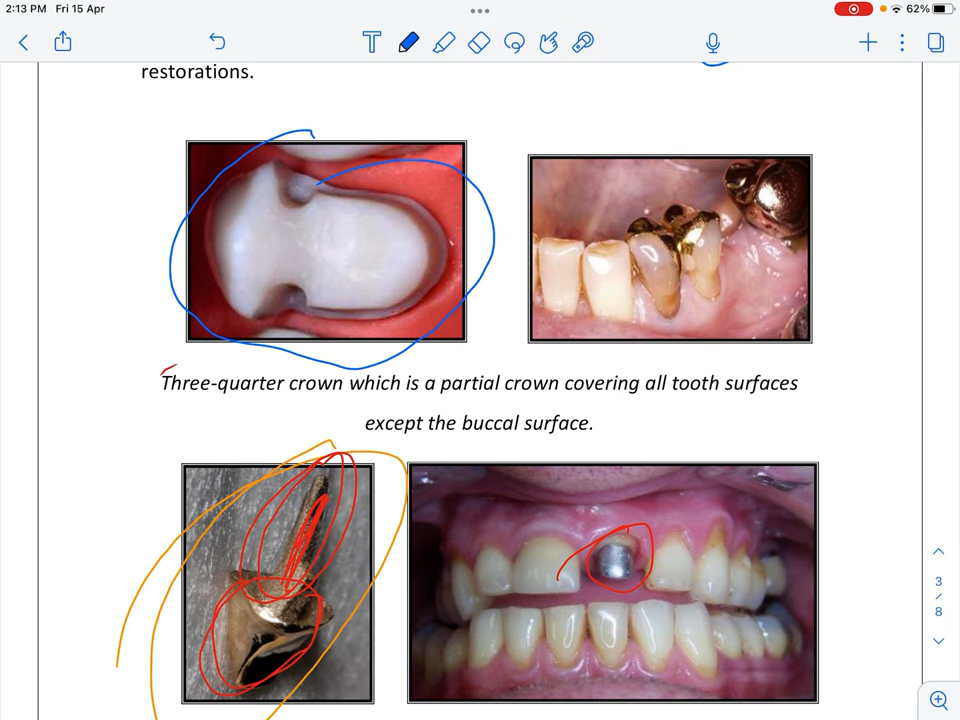 2:13 PM Fri 15 Apr
62%
restorations.
Three-quarter crown which is a partial crown covering all tooth surfaces
except the buccal surface.
3
/
8